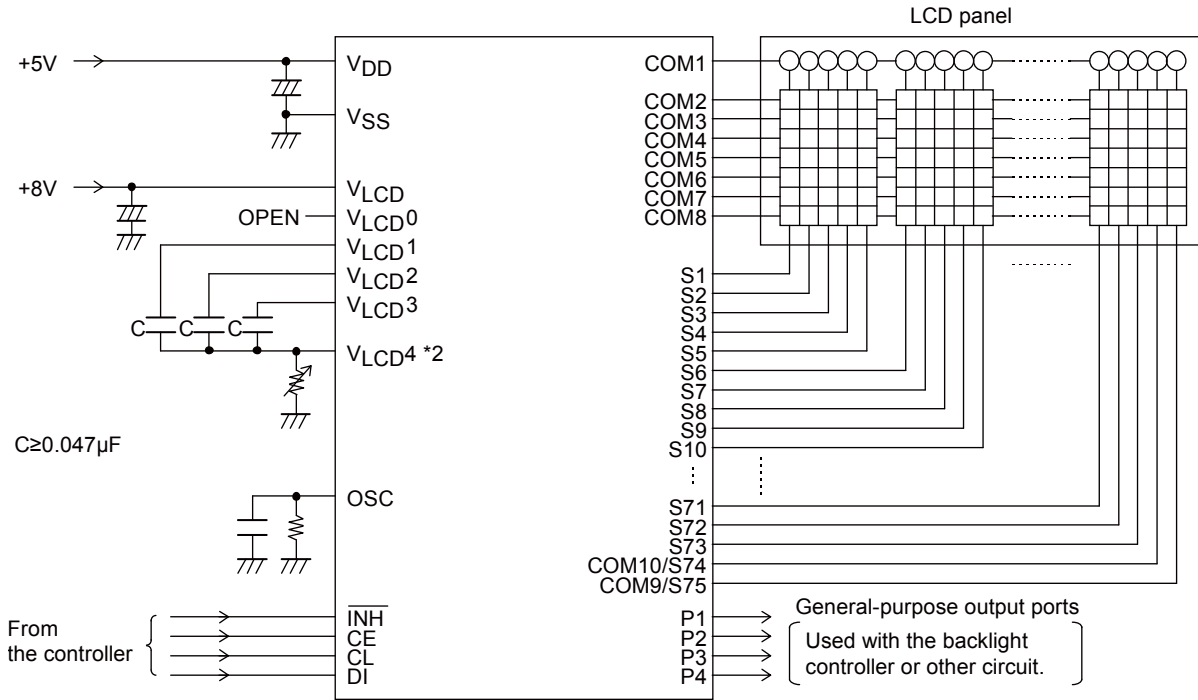 LCD panel
+5V
VDD
VSS
+8V
VLCD
OPEN
VLCD0
VLCD1
VLCD2
VLCD3
C
C
C
VLCD4 *2
C≥0.047μF
OSC
From
the controller
INH
CE
CL
DI
COM1
COM2
COM3
COM4
COM5
COM6
COM7
COM8
S1
S2
S3
S4
S5
S6
S7
S8
S9
S10
S71
S72
S73
COM10/S74
COM9/S75
P1
P2
P3
P4
General-purpose output ports
Used with the backlight
controller or other circuit.